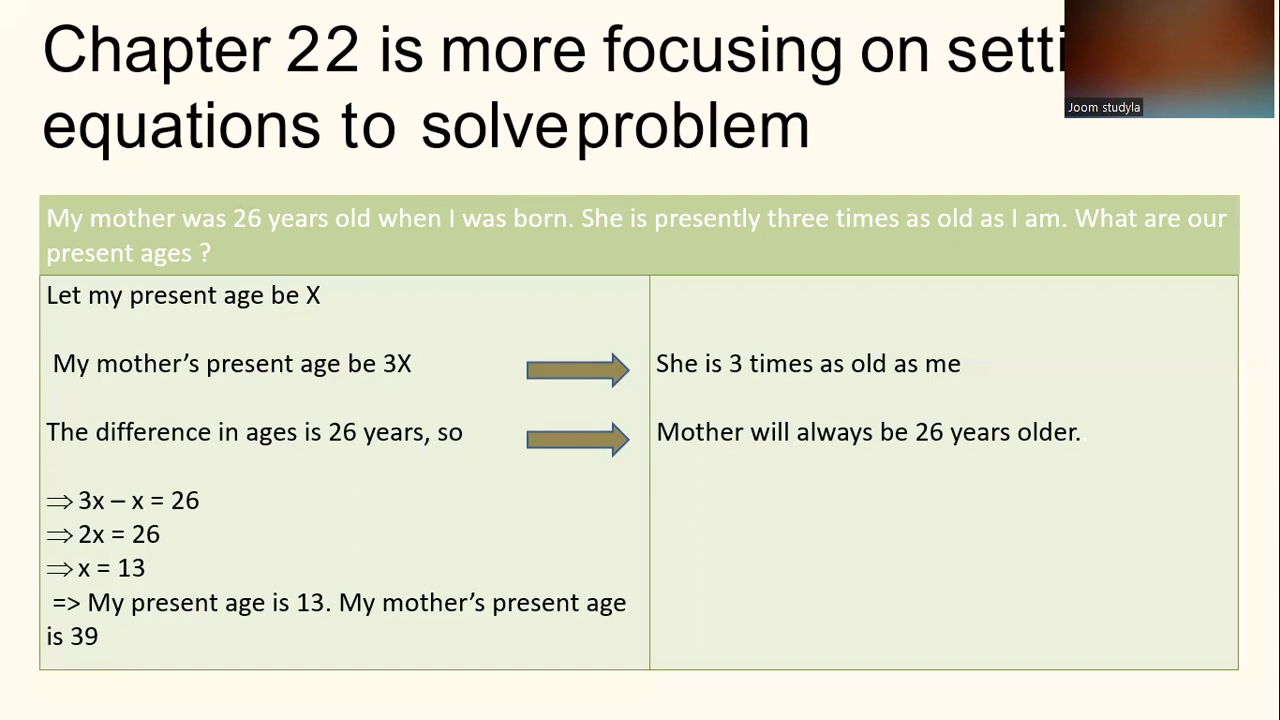 Chapter 22 is more focusing on setti
equations to solve problem
Joom studyla
My mother was 26 years old when I was born. She is presently three times as old as I am. What are our
present ages ?
Let my present age be X
My mother's present age be 3X
She is 3 times as old as me
The difference in ages is 26 years, so
Mother will always be 26 years older.
⇒ 3x – x = 26
⇒ 2x = 26
⇒ x = 13
=> My present age is 13. My mother's present age
is 39